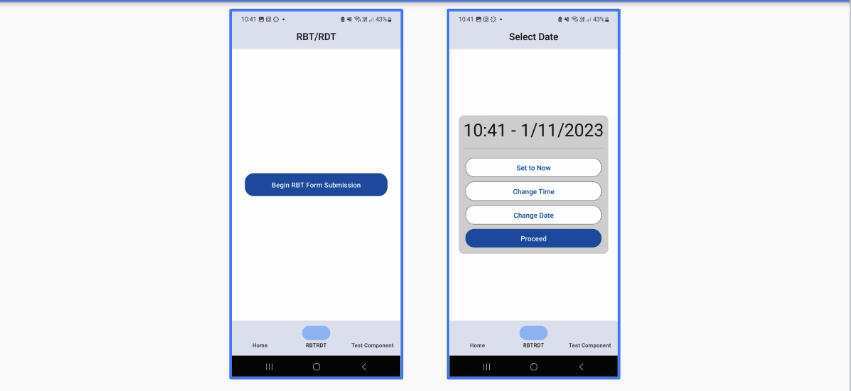 10:41
43%
RBT/RDT
Begin RBT Form Submission
Home
RBTRDT
Test Component
10:41
43%
Select Date
10:41 - 1/11/2023
Set to Now
Change Time
Change Date
Proceed
Home
RBTRDT
Test Component